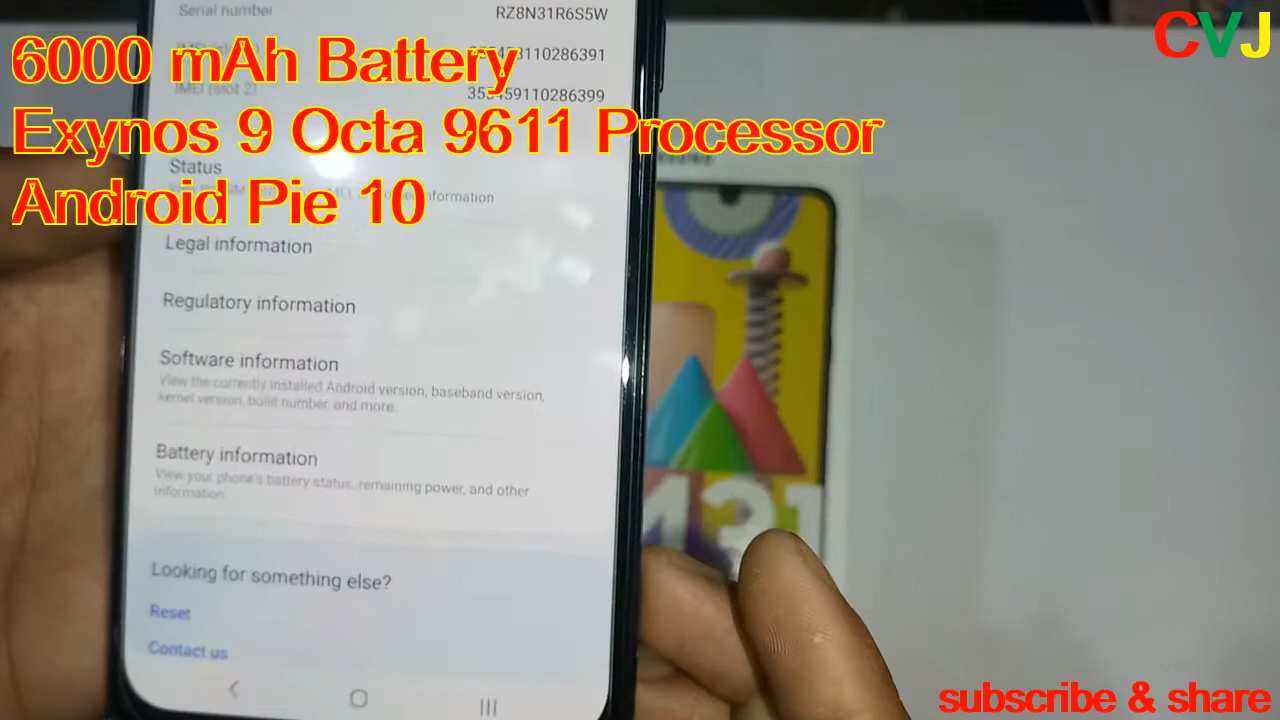 Serial number
RZ8N31R6S5W
CVJ
6000 mAh Battery
IMEI (slot 2)
Exynos 9 Octa 9611 Processor
Status
information
Android Pie 10
Legal information
Regulatory information
Software information
View the currently installed Android version, baseband version,
kernel version, build number, and more.
Battery information
View your phone's battery status, remaining power, and other
information.
Looking for something else?
Reset
Contact us
M31
subscribe & share